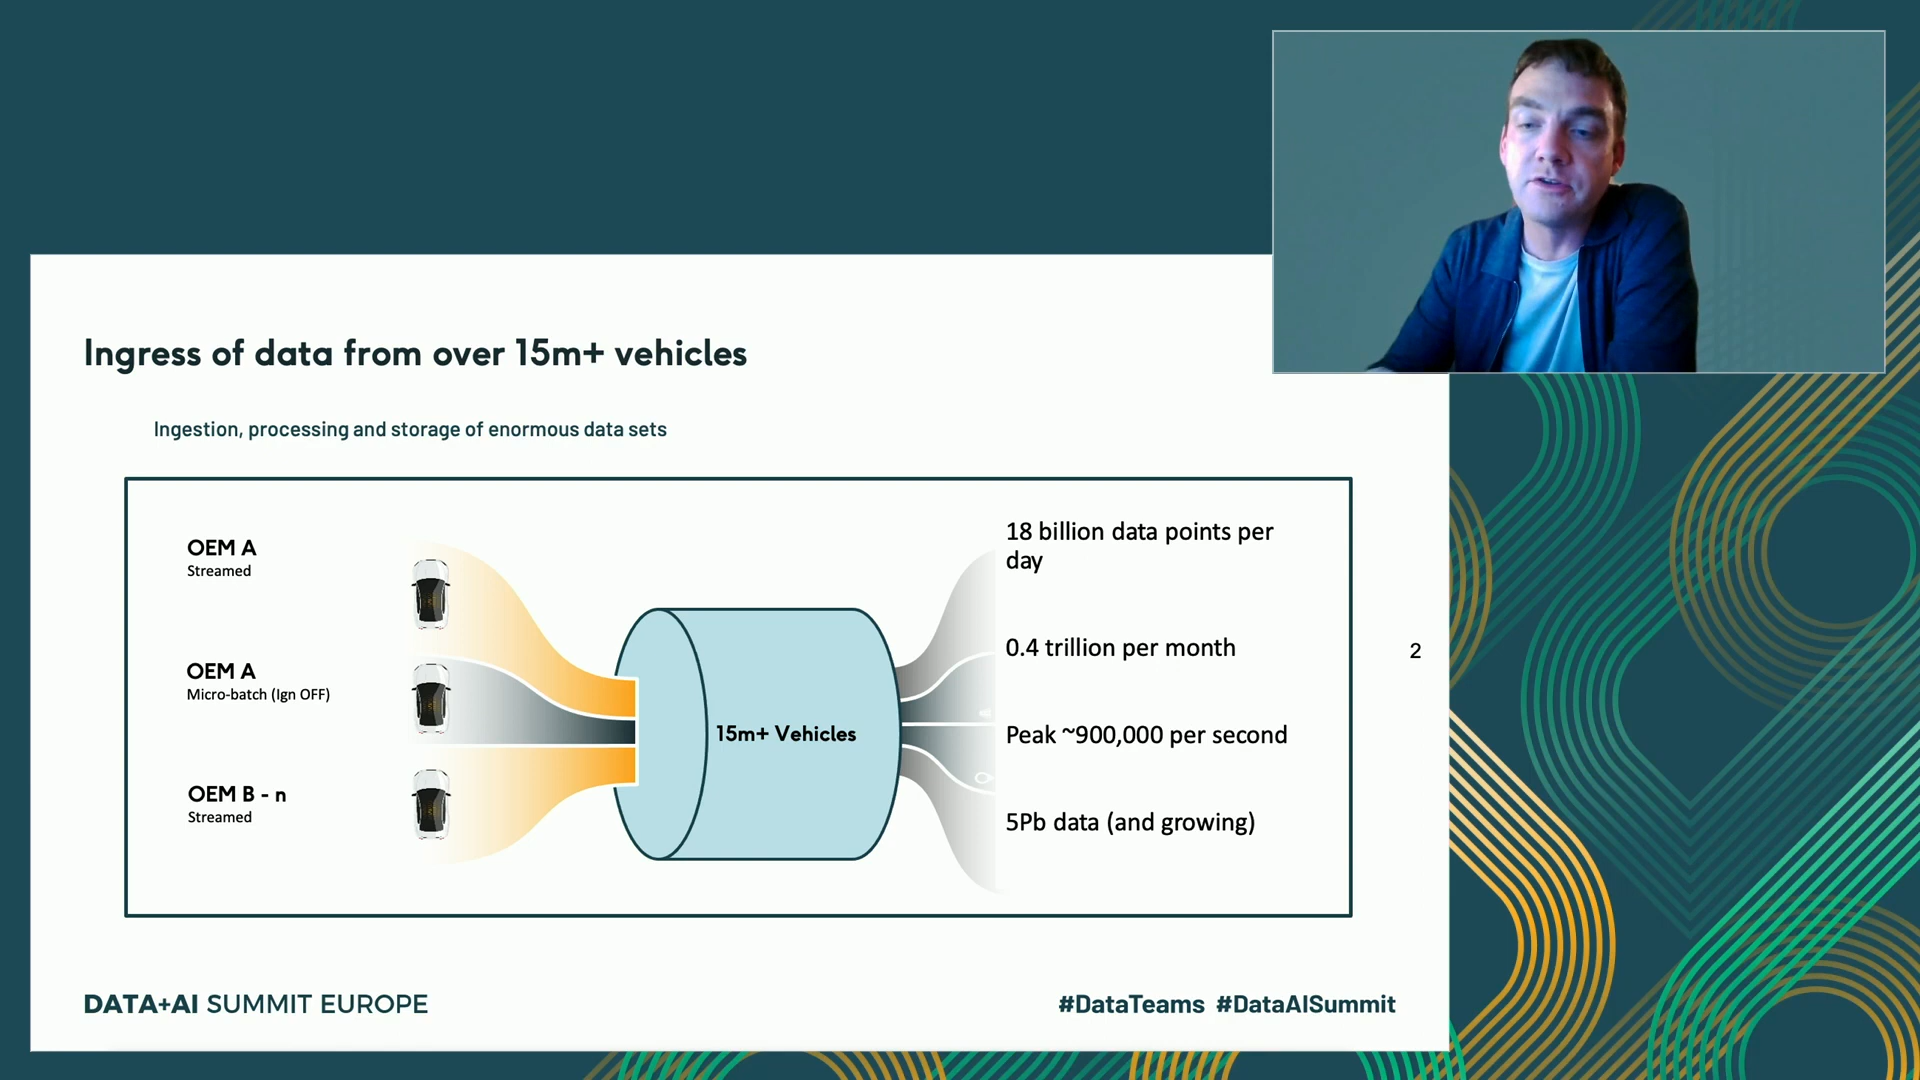 Ingress of data from over 15m+ vehicles
Ingestion, processing and storage of enormous data sets
OEM A
Streamed
OEM A
Micro-batch (Ign OFF)
OEM B - n
Streamed
15m+ Vehicles
18 billion data points per
day
0.4 trillion per month
Peak ~900,000 per second
5Pb data (and growing)
2
DATA+AI SUMMIT EUROPE
#DataTeams #DataAISummit